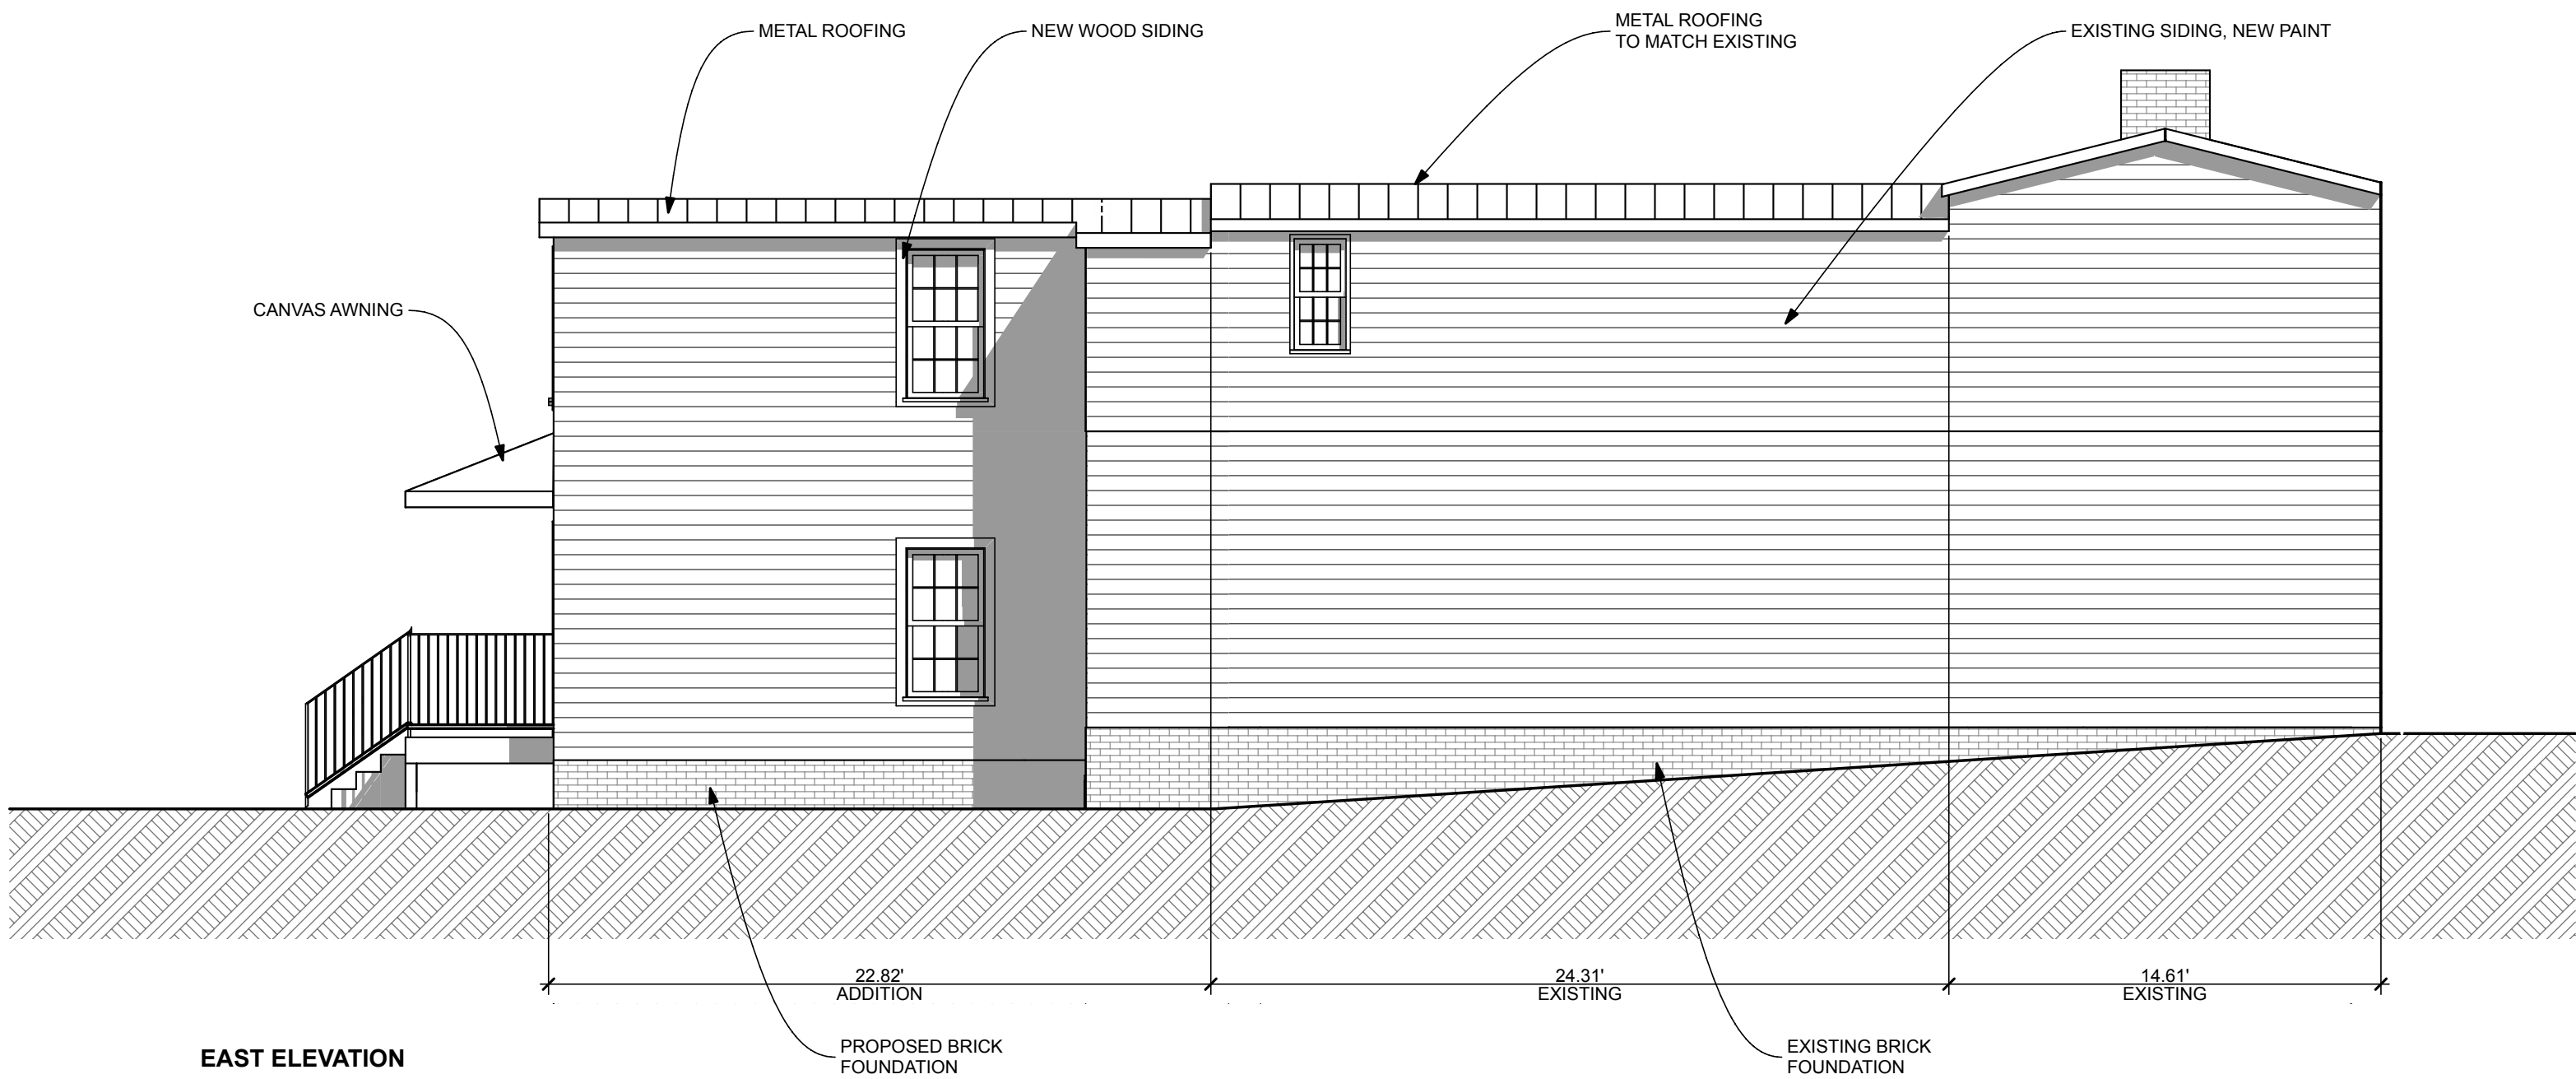 METAL ROOFING
NEW WOOD SIDING
METAL ROOFING
TO MATCH EXISTING
EXISTING SIDING, NEW PAINT
CANVAS AWNING
22.82'
ADDITION
24.31'
EXISTING
14.61'
EXISTING
PROPOSED BRICK
FOUNDATION
EXISTING BRICK
FOUNDATION
EAST ELEVATION